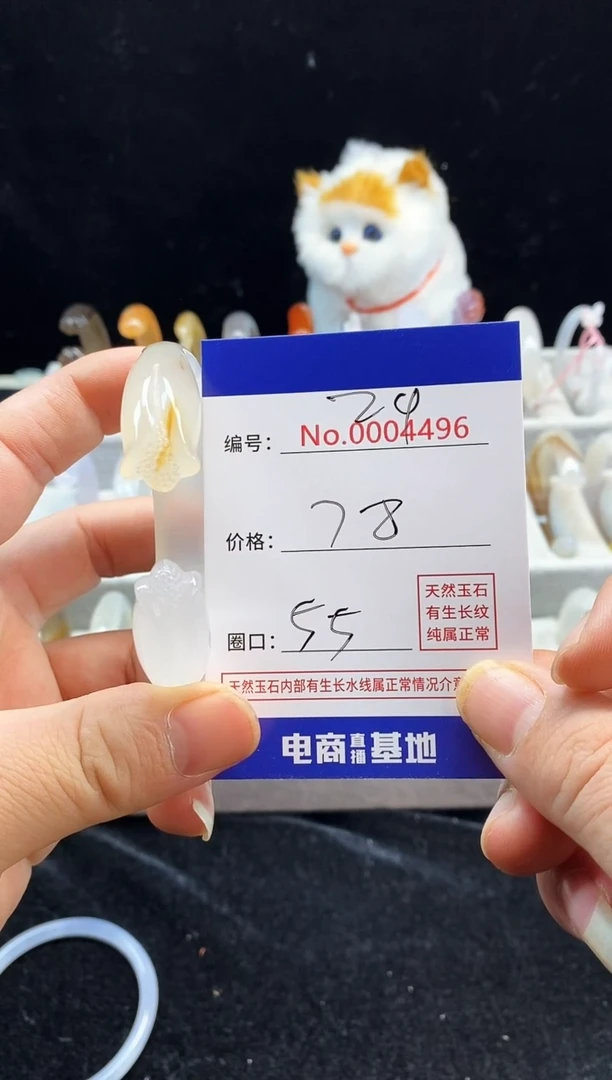 24
编号：No.0004496
价格：78
天然玉石
有生长纹
纯属正常
圈口：55
天然玉石内部有生长水线属正常情况介
电商直播基地